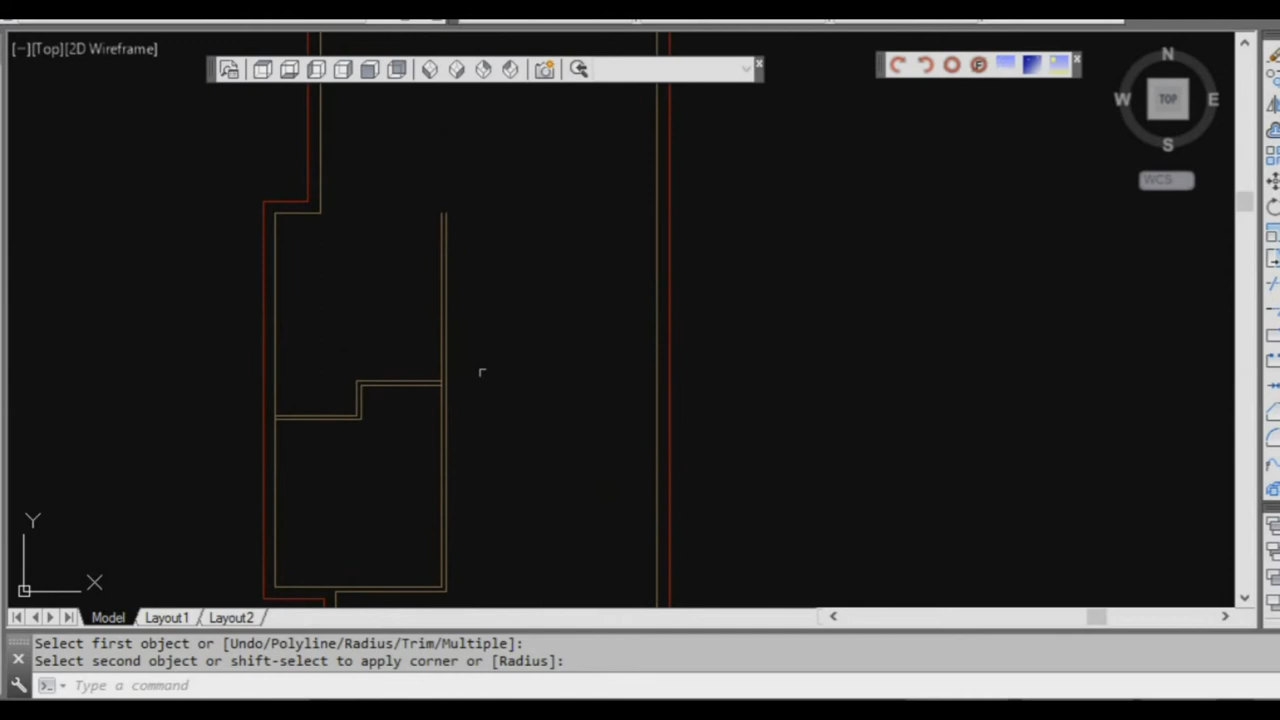 [−][Top][2D Wireframe]
N
W
TOP
E
S
WCS
Y
X
Model
Layout1
Layout2
Select first object or [Undo/Polyline/Radius/Trim/Multiple]:
Select second object or shift-select to apply corner or [Radius]:
Type a command